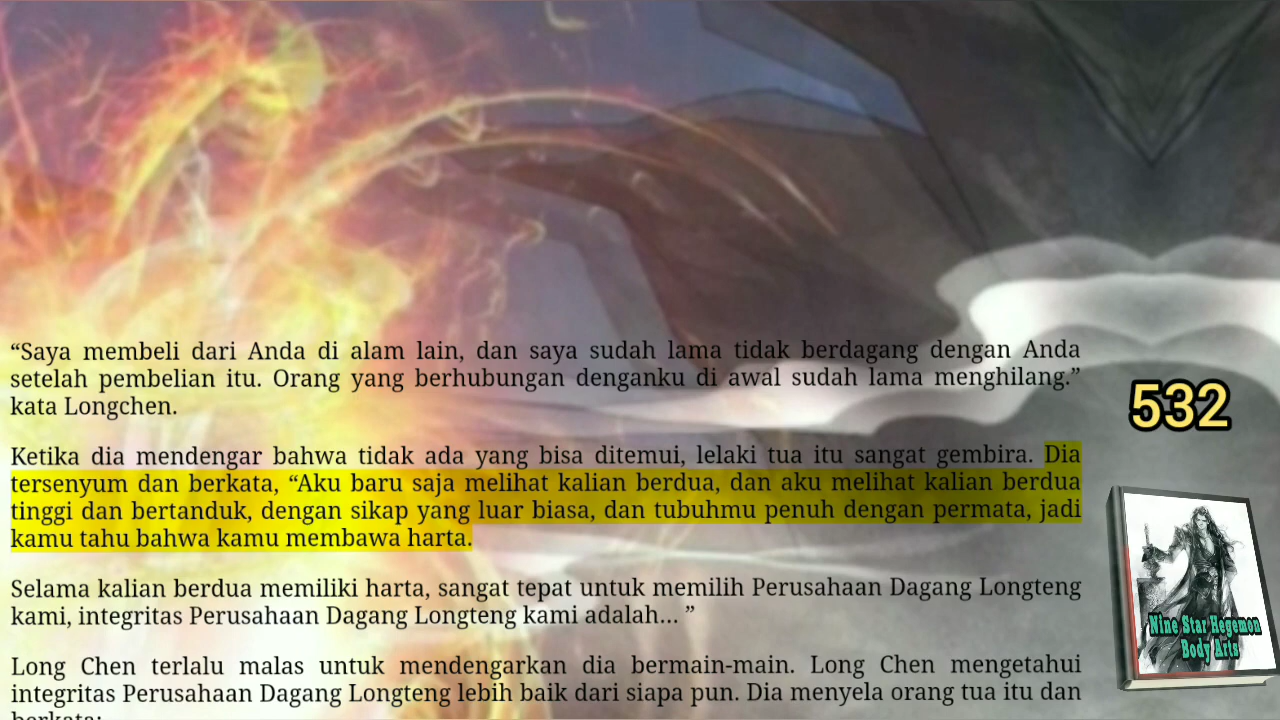 “Saya membeli dari Anda di alam lain, dan saya sudah lama tidak berdagang dengan Anda
setelah pembelian itu. Orang yang berhubungan denganku di awal sudah lama menghilang.”
kata Longchen.
Ketika dia mendengar bahwa tidak ada yang bisa ditemui, lelaki tua itu sangat gembira. Dia
tersenyum dan berkata, “Aku baru saja melihat kalian berdua, dan aku melihat kalian berdua
tinggi dan bertanduk, dengan sikap yang luar biasa, dan tubuhmu penuh dengan permata, jadi
kamu tahu bahwa kamu membawa harta.
Selama kalian berdua memiliki harta, sangat tepat untuk memilih Perusahaan Dagang Longteng
kami, integritas Perusahaan Dagang Longteng kami adalah... ”
Long Chen terlalu malas untuk mendengarkan dia bermain-main. Long Chen mengetahui
integritas Perusahaan Dagang Longteng lebih baik dari siapa pun. Dia menyela orang tua itu dan
berkata:
532
Nine Star Hegemon
Body Arts